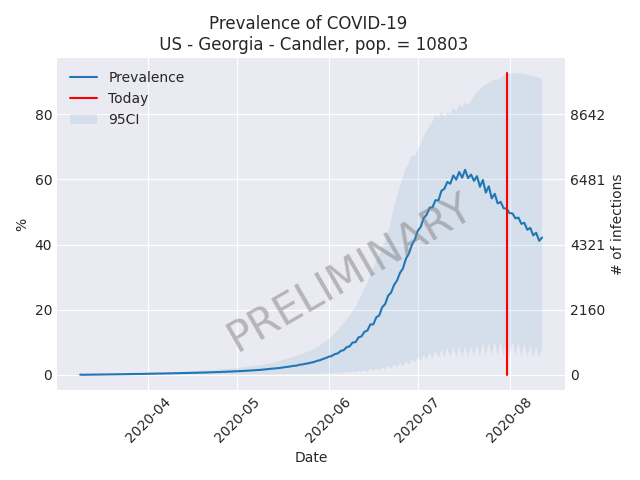 Prevalence of COVID-19
US - Georgia - Candler, pop. = 10803
Prevalence
Today
95CI
80
60
40
20
0
%
8642
6481
4321
2160
0
# of infections
PRELIMINARY
2020-04
2020-05
2020-06
2020-07
2020-08
Date